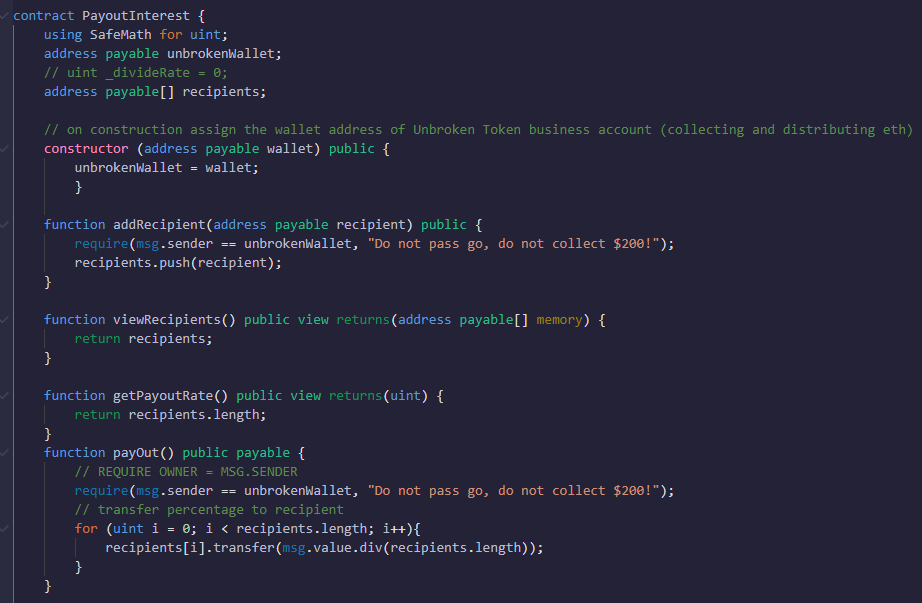 contract PayoutInterest {
    using SafeMath for uint;
    address payable unbrokenWallet;
    // uint _divideRate = 0;
    address payable[] recipients;

    // on construction assign the wallet address of Unbroken Token business account (collecting and distributing eth)
    constructor (address payable wallet) public {
        unbrokenWallet = wallet;
        }

    function addRecipient(address payable recipient) public {
        require(msg.sender == unbrokenWallet, "Do not pass go, do not collect $200!");
        recipients.push(recipient);
    }

    function viewRecipients() public view returns(address payable[] memory) {
        return recipients;
    }

    function getPayoutRate() public view returns(uint) {
        return recipients.length;
    }
    function payOut() public payable {
        // REQUIRE OWNER = MSG.SENDER
        require(msg.sender == unbrokenWallet, "Do not pass go, do not collect $200!");
        // transfer percentage to recipient
        for (uint i = 0; i < recipients.length; i++){
            recipients[i].transfer(msg.value.div(recipients.length));
        }
    }